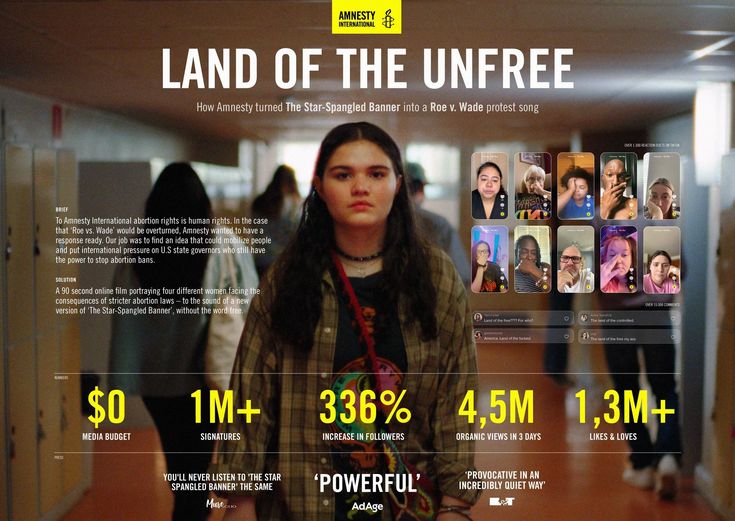 AMNESTY
INTERNATIONAL
LAND OF THE UNFREE
How Amnesty turned The Star-Spangled Banner into a Roe v. Wade protest song
OVER 1.300 REACTION DUETS ON TIKTOK
BRIEF
To Amnesty International abortion rights is human rights. In the case
that ‘Roe vs. Wade’ would be overturned, Amnesty wanted to have a
response ready. Our job was to find an idea that could mobilize people
and put international pressure on U.S state governors who still have
the power to stop abortion bans.
SOLUTION
A 90 second online film portraying four different women facing the
consequences of stricter abortion laws – to the sound of a new
version of ‘The Star-Spangled Banner’, without the word free.
OVER 13.000 COMMENTS
Land of the free???? For who?
The land of the controlled.
America. Land of the fucked.
The land of the free my ass
NUMBERS
$0
MEDIA BUDGET
1M+
SIGNATURES
336%
INCREASE IN FOLLOWERS
4,5M
ORGANIC VIEWS IN 3 DAYS
1,3M+
LIKES & LOVES
PRESS
YOU'LL NEVER LISTEN TO 'THE STAR
SPANGLED BANNER' THE SAME
Muse
‘POWERFUL’
AdAge
‘PROVOCATIVE IN AN
INCREDIBLY QUIET WAY’